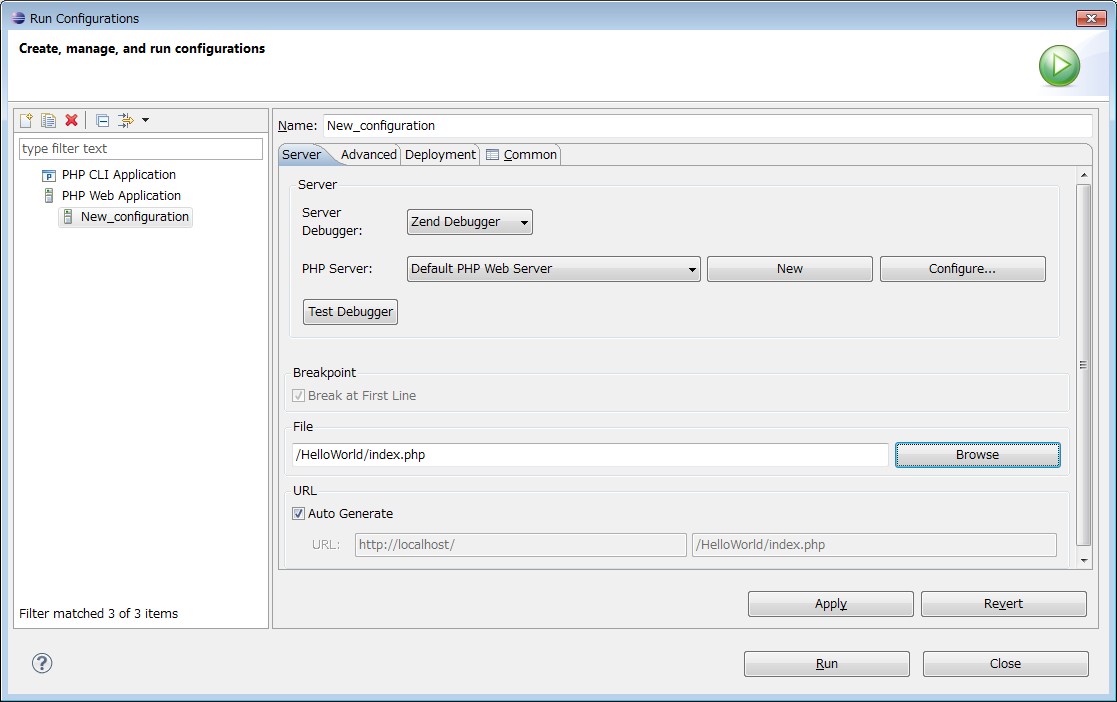 Run Configurations
Create, manage, and run configurations
type filter text
PHP CLI Application
PHP Web Application
New_configuration
Filter matched 3 of 3 items
Name: New_configuration
Server Advanced Deployment Common
Server
Server
Debugger:
Zend Debugger
PHP Server: Default PHP Web Server New Configure...
Test Debugger
Breakpoint
Break at First Line
File
/HelloWorld/index.php Browse
URL
Auto Generate
URL: http://localhost/ /HelloWorld/index.php
Apply Revert
Run Close